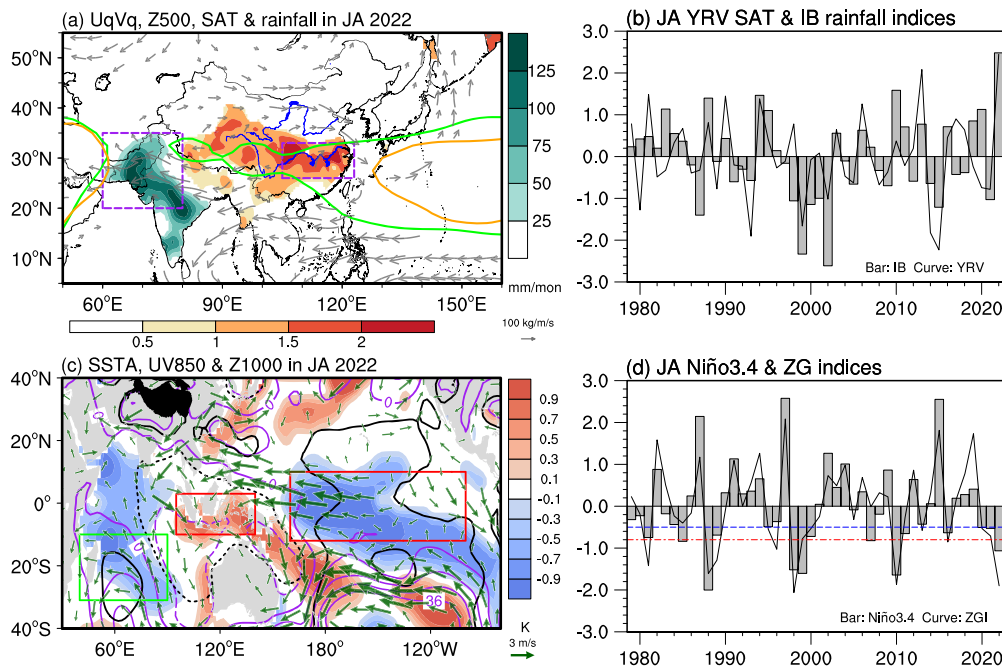 (a) UqVq, Z500, SAT & rainfall in JA 2022
50°N
40°N
30°N
20°N
10°N
60°E
90°E
120°E
150°E
125
100
75
50
25
mm/mon
0.5
1
1.5
2
100 kg/m/s
(b) JA YRV SAT & IB rainfall indices
3.0
2.0
1.0
0.0
-1.0
-2.0
-3.0
Bar: IB Curve: YRV
1980
1990
2000
2010
2020
(c) SSTA, UV850 & Z1000 in JA 2022
40°N
20°N
0°
20°S
40°S
60°E
120°E
180°
120°W
0
0
36
0.9
0.7
0.5
0.3
0.1
-0.1
-0.3
-0.5
-0.7
-0.9
K
3 m/s
(d) JA Niño3.4 & ZG indices
3.0
2.0
1.0
0.0
-1.0
-2.0
-3.0
Bar: Niño3.4 Curve: ZGI
1980
1990
2000
2010
2020